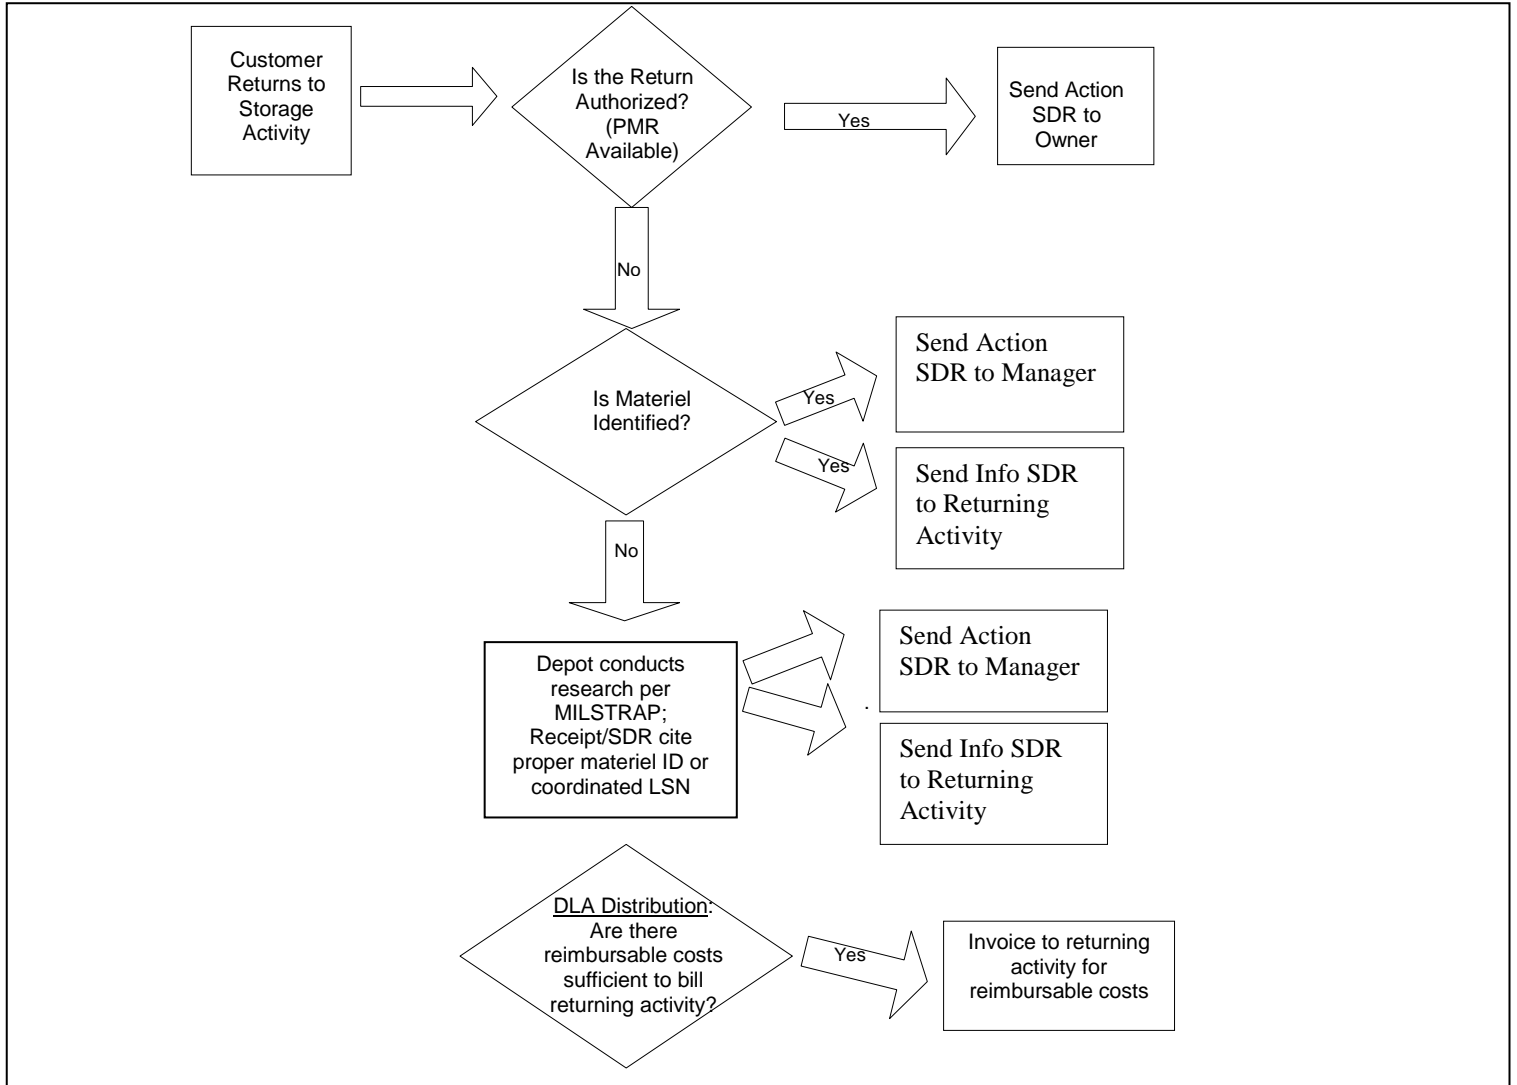 Customer
Returns to
Storage
Activity
Is the Return
Authorized?
(PMR
Available)
Yes
Send Action
SDR to
Owner
No
Is Materiel
Identified?
Yes
Send Action
SDR to Manager
Yes
Send Info SDR
to Returning
Activity
No
Depot conducts
research per
MILSTRAP;
Receipt/SDR cite
proper materiel ID or
coordinated LSN
Send Action
SDR to Manager
.
Send Info SDR
to Returning
Activity
DLA Distribution:
Are there
reimbursable costs
sufficient to bill
returning activity?
Yes
Invoice to returning
activity for
reimbursable costs